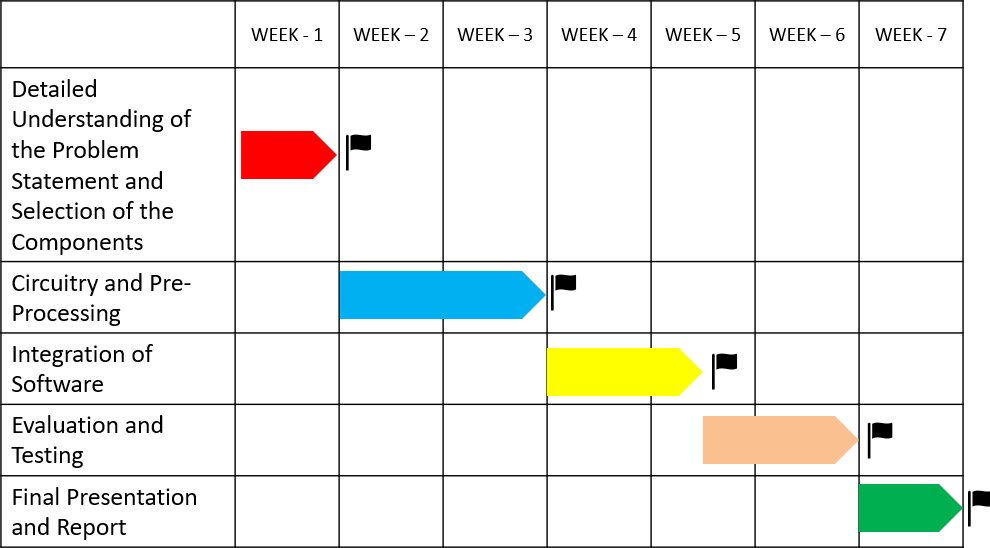 WEEK - 1
WEEK – 2
WEEK – 3
WEEK – 4
WEEK – 5
WEEK – 6
WEEK - 7
Detailed
Understanding of
the Problem
Statement and
Selection of the
Components
Circuitry and Pre-
Processing
Integration of
Software
Evaluation and
Testing
Final Presentation
and Report